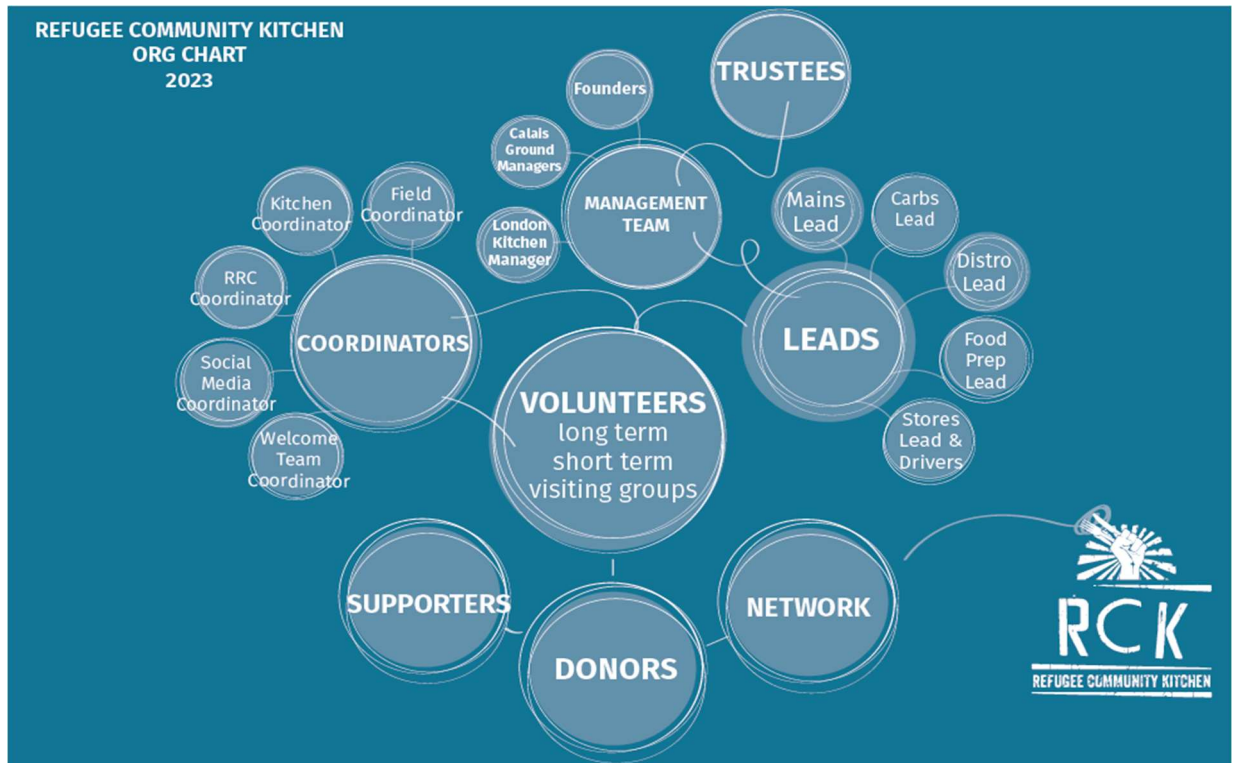 REFUGEE COMMUNITY KITCHEN
ORG CHART
2023
TRUSTEES
Founders
Calais
Ground
Managers
London
Kitchen
Manager
MANAGEMENT
TEAM
Kitchen
Coordinator
Field
Coordinator
RRC
Coordinator
Social
Media
Coordinator
Welcome
Team
Coordinator
COORDINATORS
Mains
Lead
Carbs
Lead
Distro
Lead
Food
Prep
Lead
Stores
Lead &
Drivers
LEADS
VOLUNTEERS
long term
short term
visiting groups
SUPPORTERS
DONORS
NETWORK
RCK
REFUGEE COMMUNITY KITCHEN